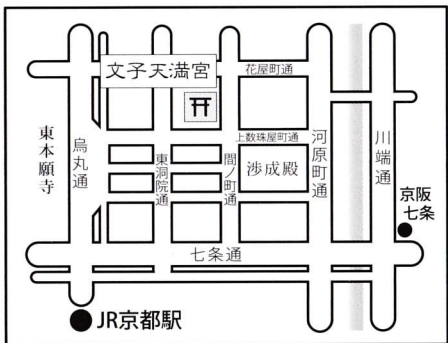 文子天満宮
花屋町通
上数珠屋町通
東本願寺
烏丸通
東洞院通
間ノ町通
渉成殿
河原町通
川端通
京阪
七条
七条通
JR京都駅